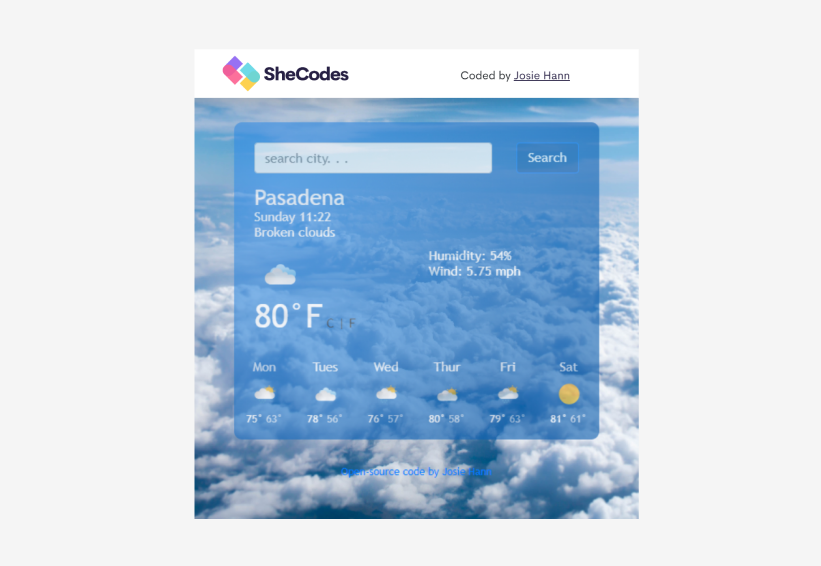 SheCodes
Coded by Josie Hann
search city. . .
Search
Pasadena
Sunday 11:22
Broken clouds
Humidity: 54%
Wind: 5.75 mph
80°F C | F
Mon Tues Wed Thur Fri Sat
75° 63° 78° 56° 76° 57° 80° 58° 79° 63° 81° 61°
Open-source code by Josie Hann